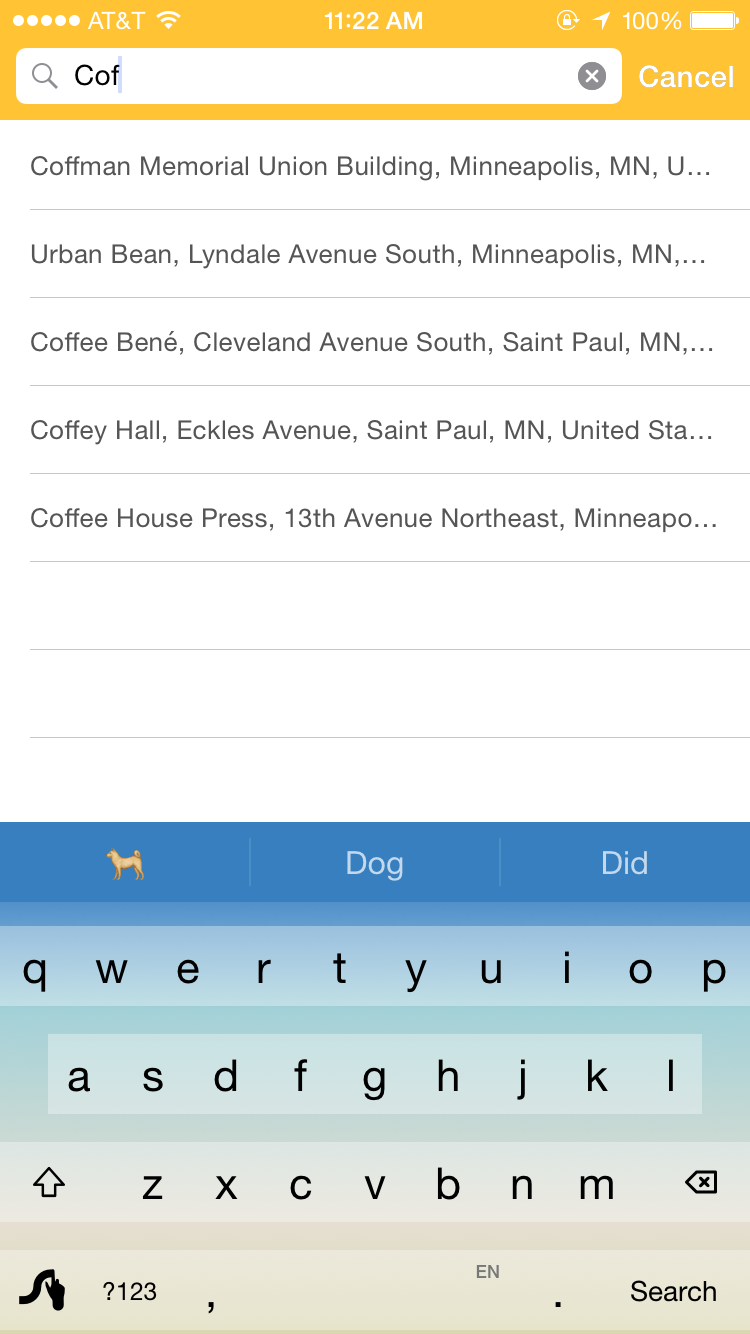 AT&T 11:22 AM 100%
Cof Cancel
Coffman Memorial Union Building, Minneapolis, MN, U...
Urban Bean, Lyndale Avenue South, Minneapolis, MN,...
Coffee Bené, Cleveland Avenue South, Saint Paul, MN,...
Coffey Hall, Eckles Avenue, Saint Paul, MN, United Sta...
Coffee House Press, 13th Avenue Northeast, Minneapo...
Dog Did
q w e r t y u i o p
a s d f g h j k l
z x c v b n m
?123 , EN . Search